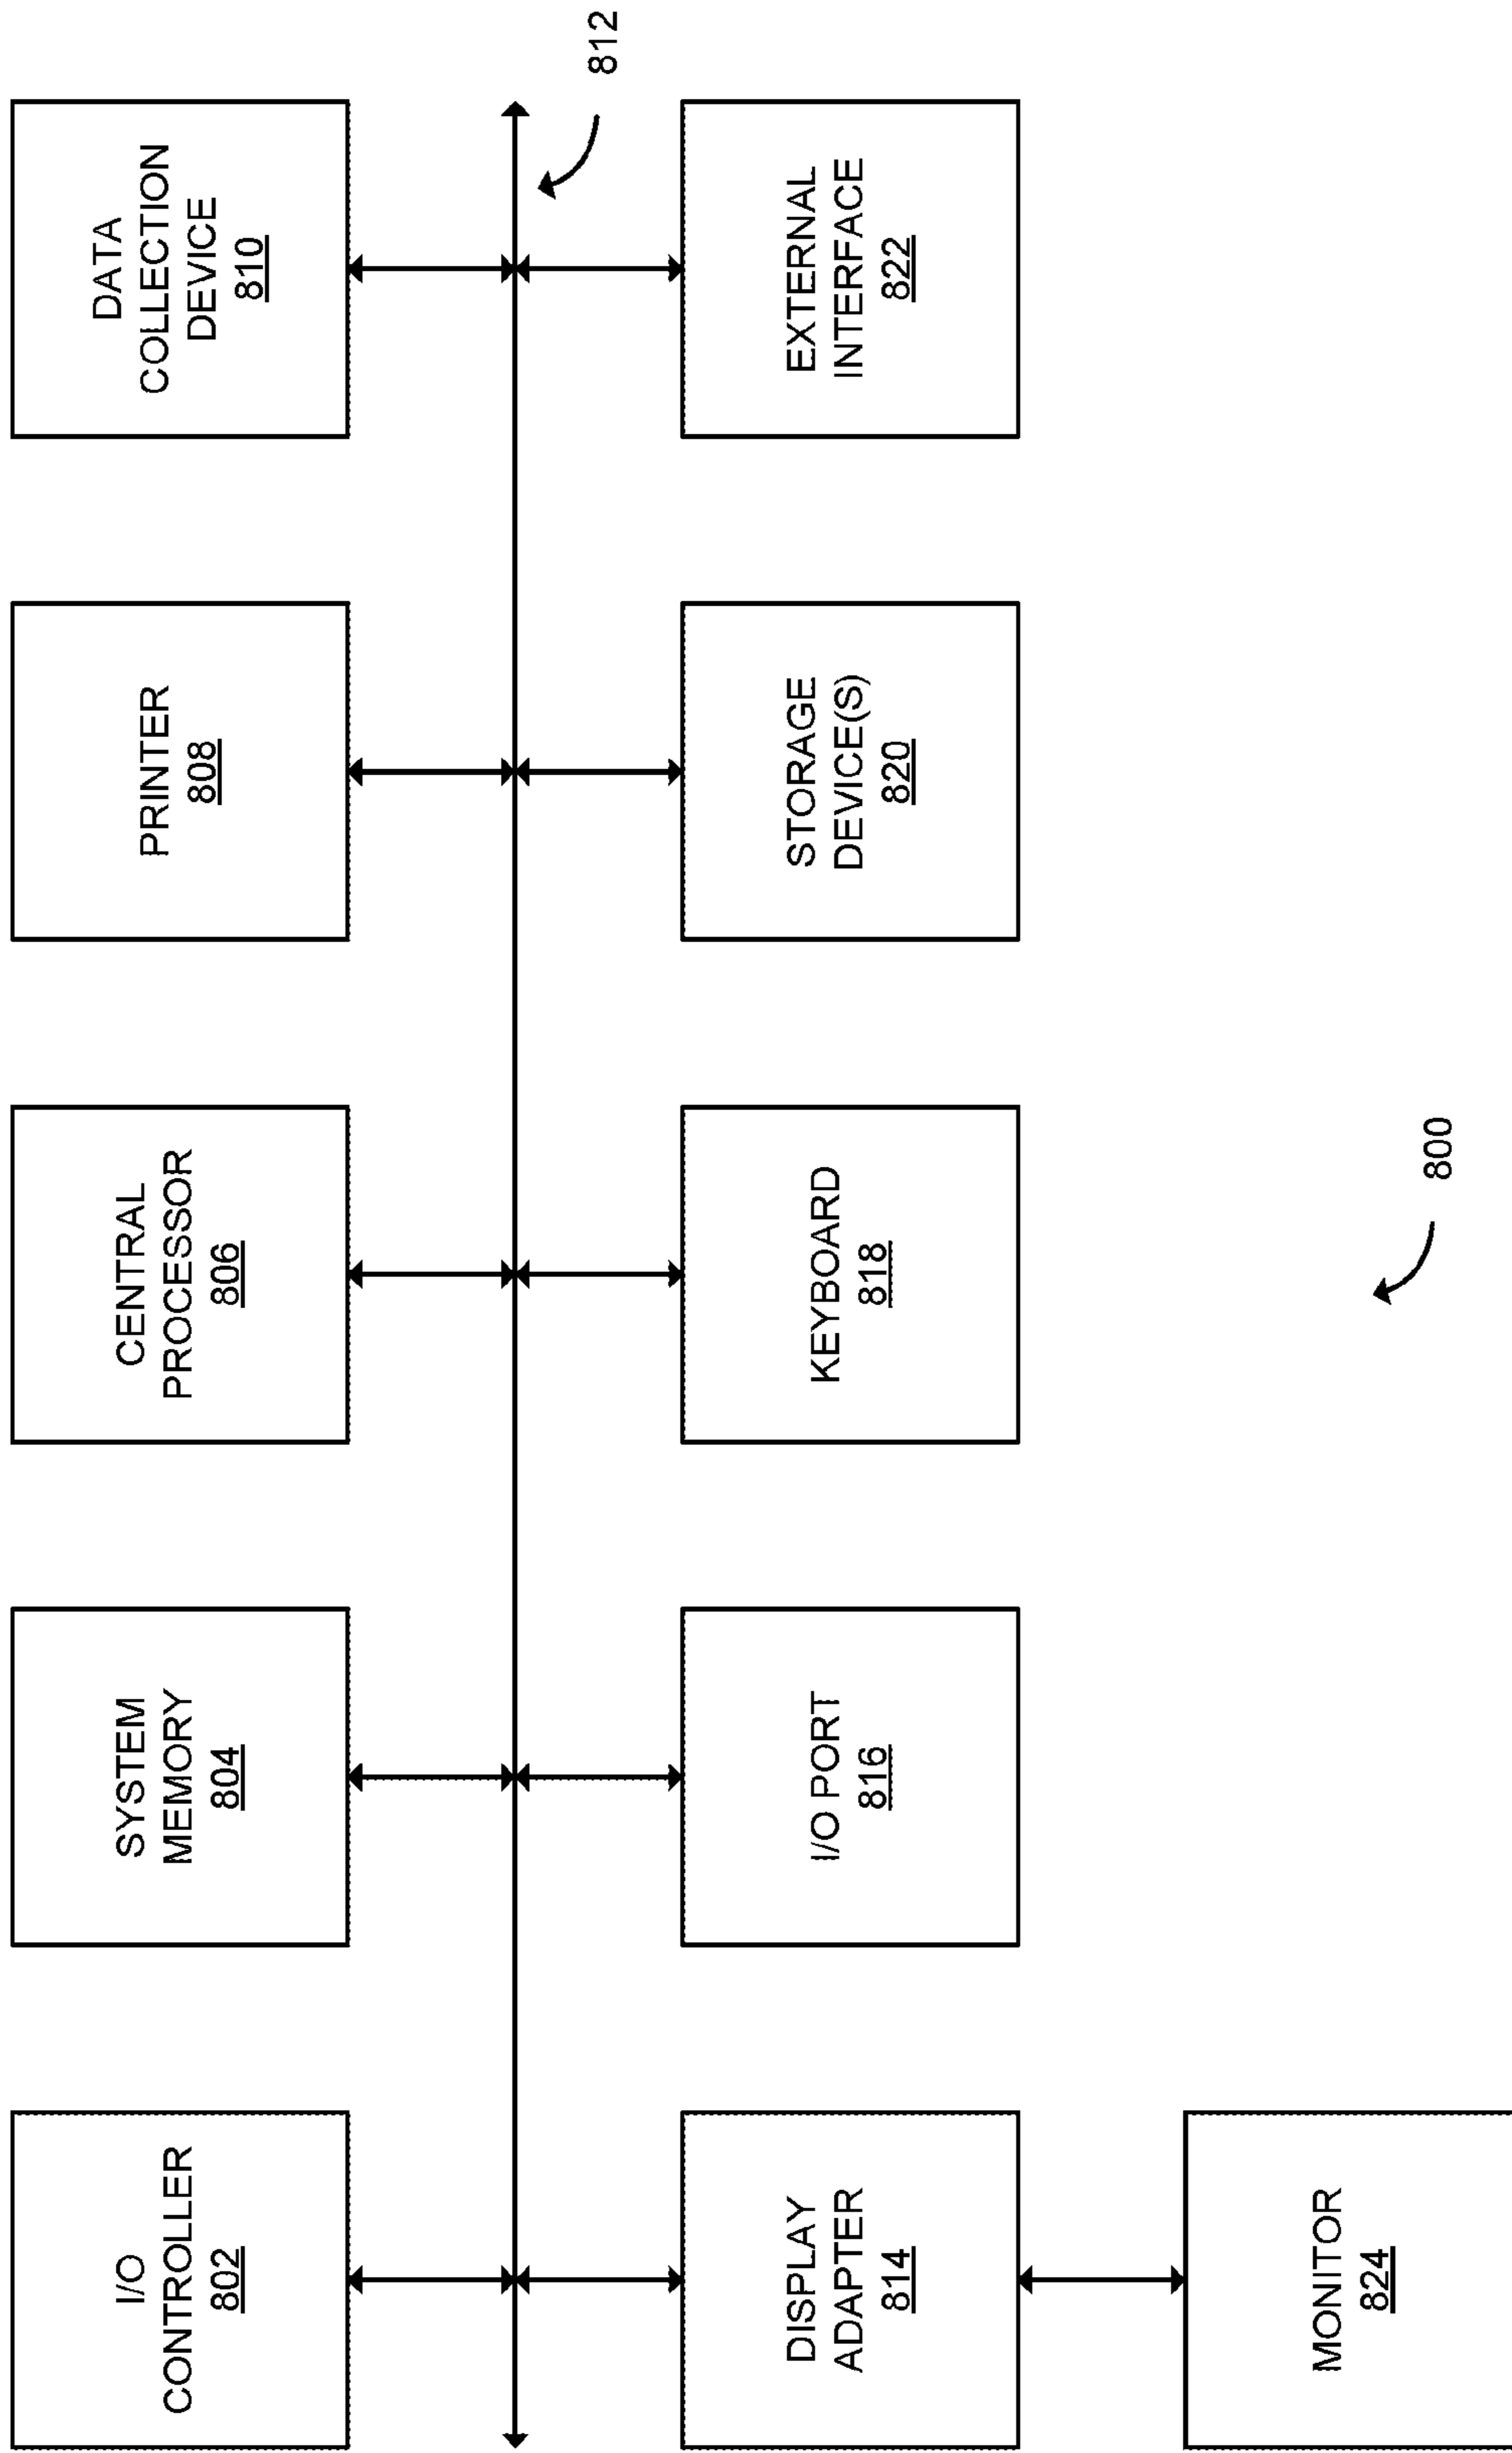 I/O
CONTROLLER
802
SYSTEM
MEMORY
804
CENTRAL
PROCESSOR
806
PRINTER
808
DATA
COLLECTION
DEVICE
810
812
DISPLAY
ADAPTER
814
I/O PORT
816
KEYBOARD
818
STORAGE
DEVICE(S)
820
EXTERNAL
INTERFACE
822
MONITOR
824
800